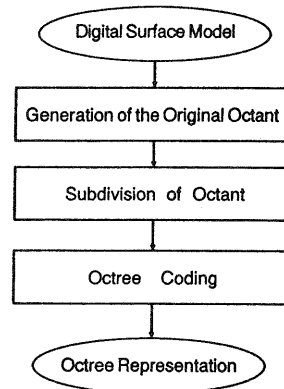 Digital Surface Model
Generation of the Original Octant
Subdivision of Octant
Octree Coding
Octree Representation